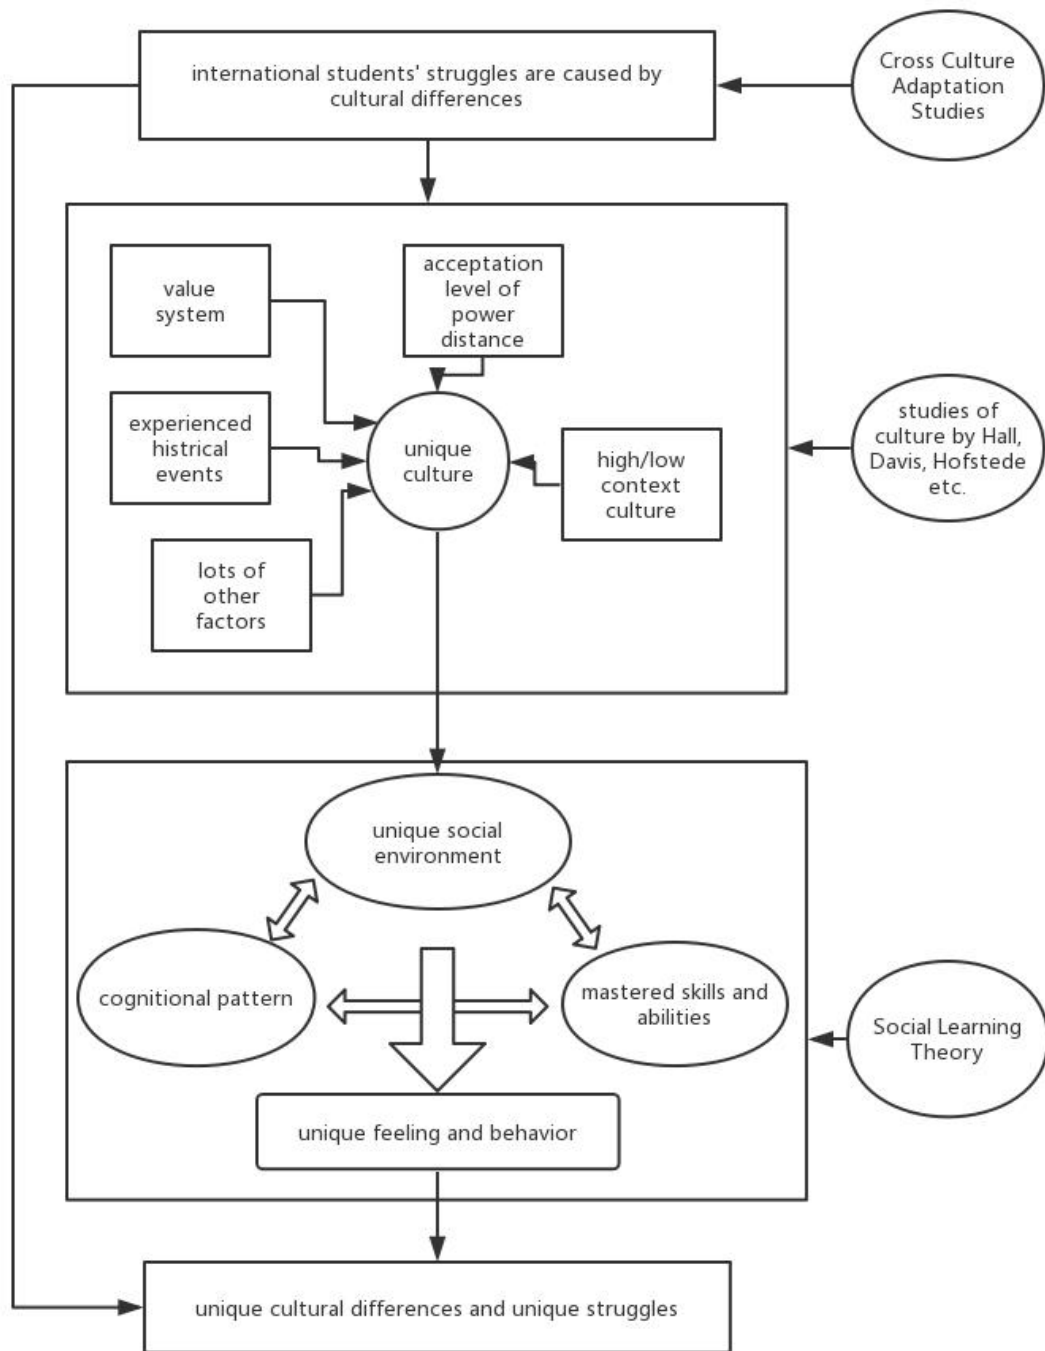 international students' struggles are caused by
cultural differences
Cross Culture
Adaptation
Studies
value
system
acceptation
level of
power
distance
experienced
histrical
events
unique
culture
high/low
context
culture
studies of
culture by Hall,
Davis, Hofstede
etc.
lots of
other
factors
unique social
environment
cognitional pattern
mastered skills and
abilities
Social Learning
Theory
unique feeling and behavior
unique cultural differences and unique struggles